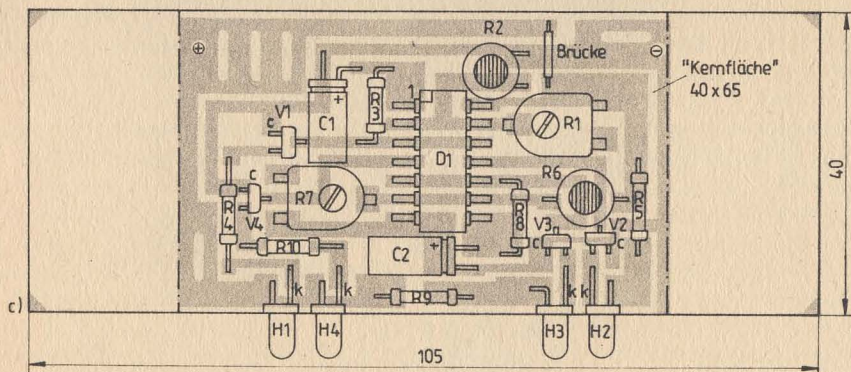 R2
⊕
Brücke
⊖
"Kernfläche"
40 x 65
1
+
R3
V1
c
C1
R1
D1
40
c
R6
R7
R4
V4
R8
R5
V3
V2
c
c
R10
C2
+
k
k
R9
k
k
c)
H1
H4
H3
H2
105